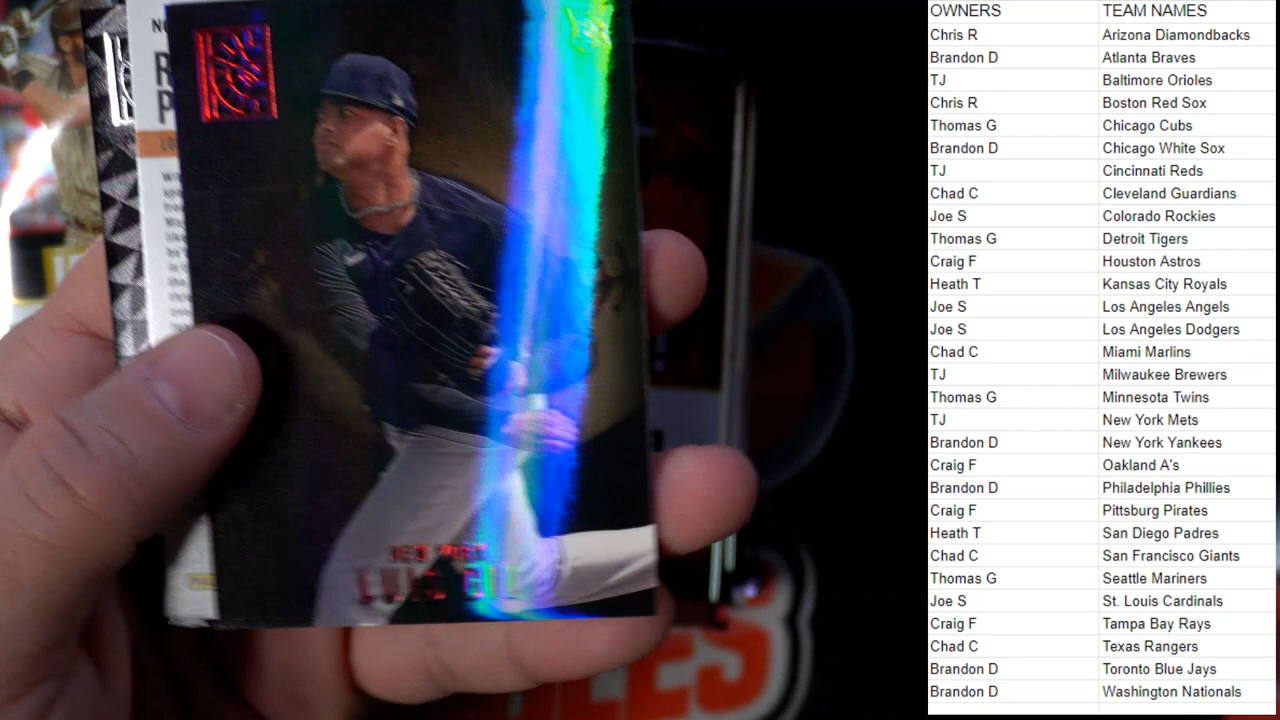 NEW YORK
LUIS GIL
OWNERS TEAM NAMES
Chris R Arizona Diamondbacks
Brandon D Atlanta Braves
TJ Baltimore Orioles
Chris R Boston Red Sox
Thomas G Chicago Cubs
Brandon D Chicago White Sox
TJ Cincinnati Reds
Chad C Cleveland Guardians
Joe S Colorado Rockies
Thomas G Detroit Tigers
Craig F Houston Astros
Heath T Kansas City Royals
Joe S Los Angeles Angels
Joe S Los Angeles Dodgers
Chad C Miami Marlins
TJ Milwaukee Brewers
Thomas G Minnesota Twins
TJ New York Mets
Brandon D New York Yankees
Craig F Oakland A's
Brandon D Philadelphia Phillies
Craig F Pittsburg Pirates
Heath T San Diego Padres
Chad C San Francisco Giants
Thomas G Seattle Mariners
Joe S St. Louis Cardinals
Craig F Tampa Bay Rays
Chad C Texas Rangers
Brandon D Toronto Blue Jays
Brandon D Washington Nationals